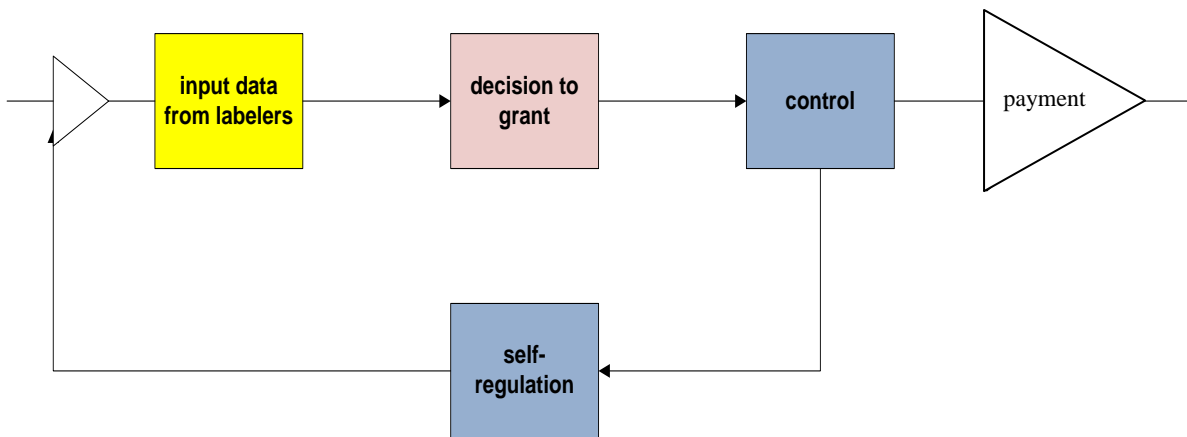 input data
from labelers
decision to
grant
control
payment
self-
regulation